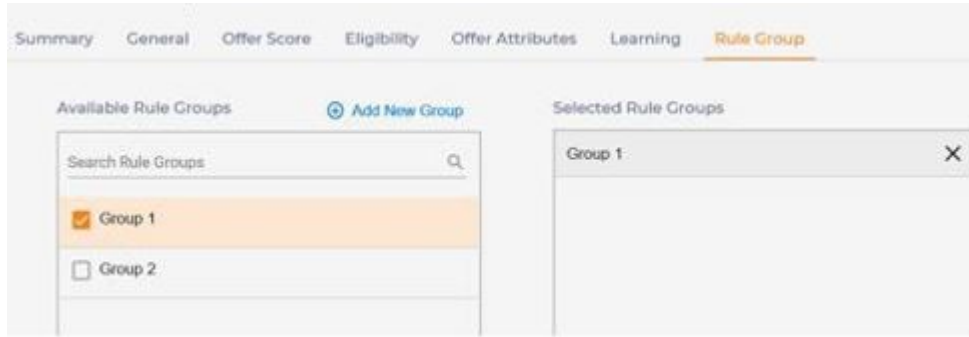 Summary General Offer Score Eligibility Offer Attributes Learning Rule Group
Available Rule Groups Add New Group Selected Rule Groups
Search Rule Groups
Group 1
Group 1
Group 2